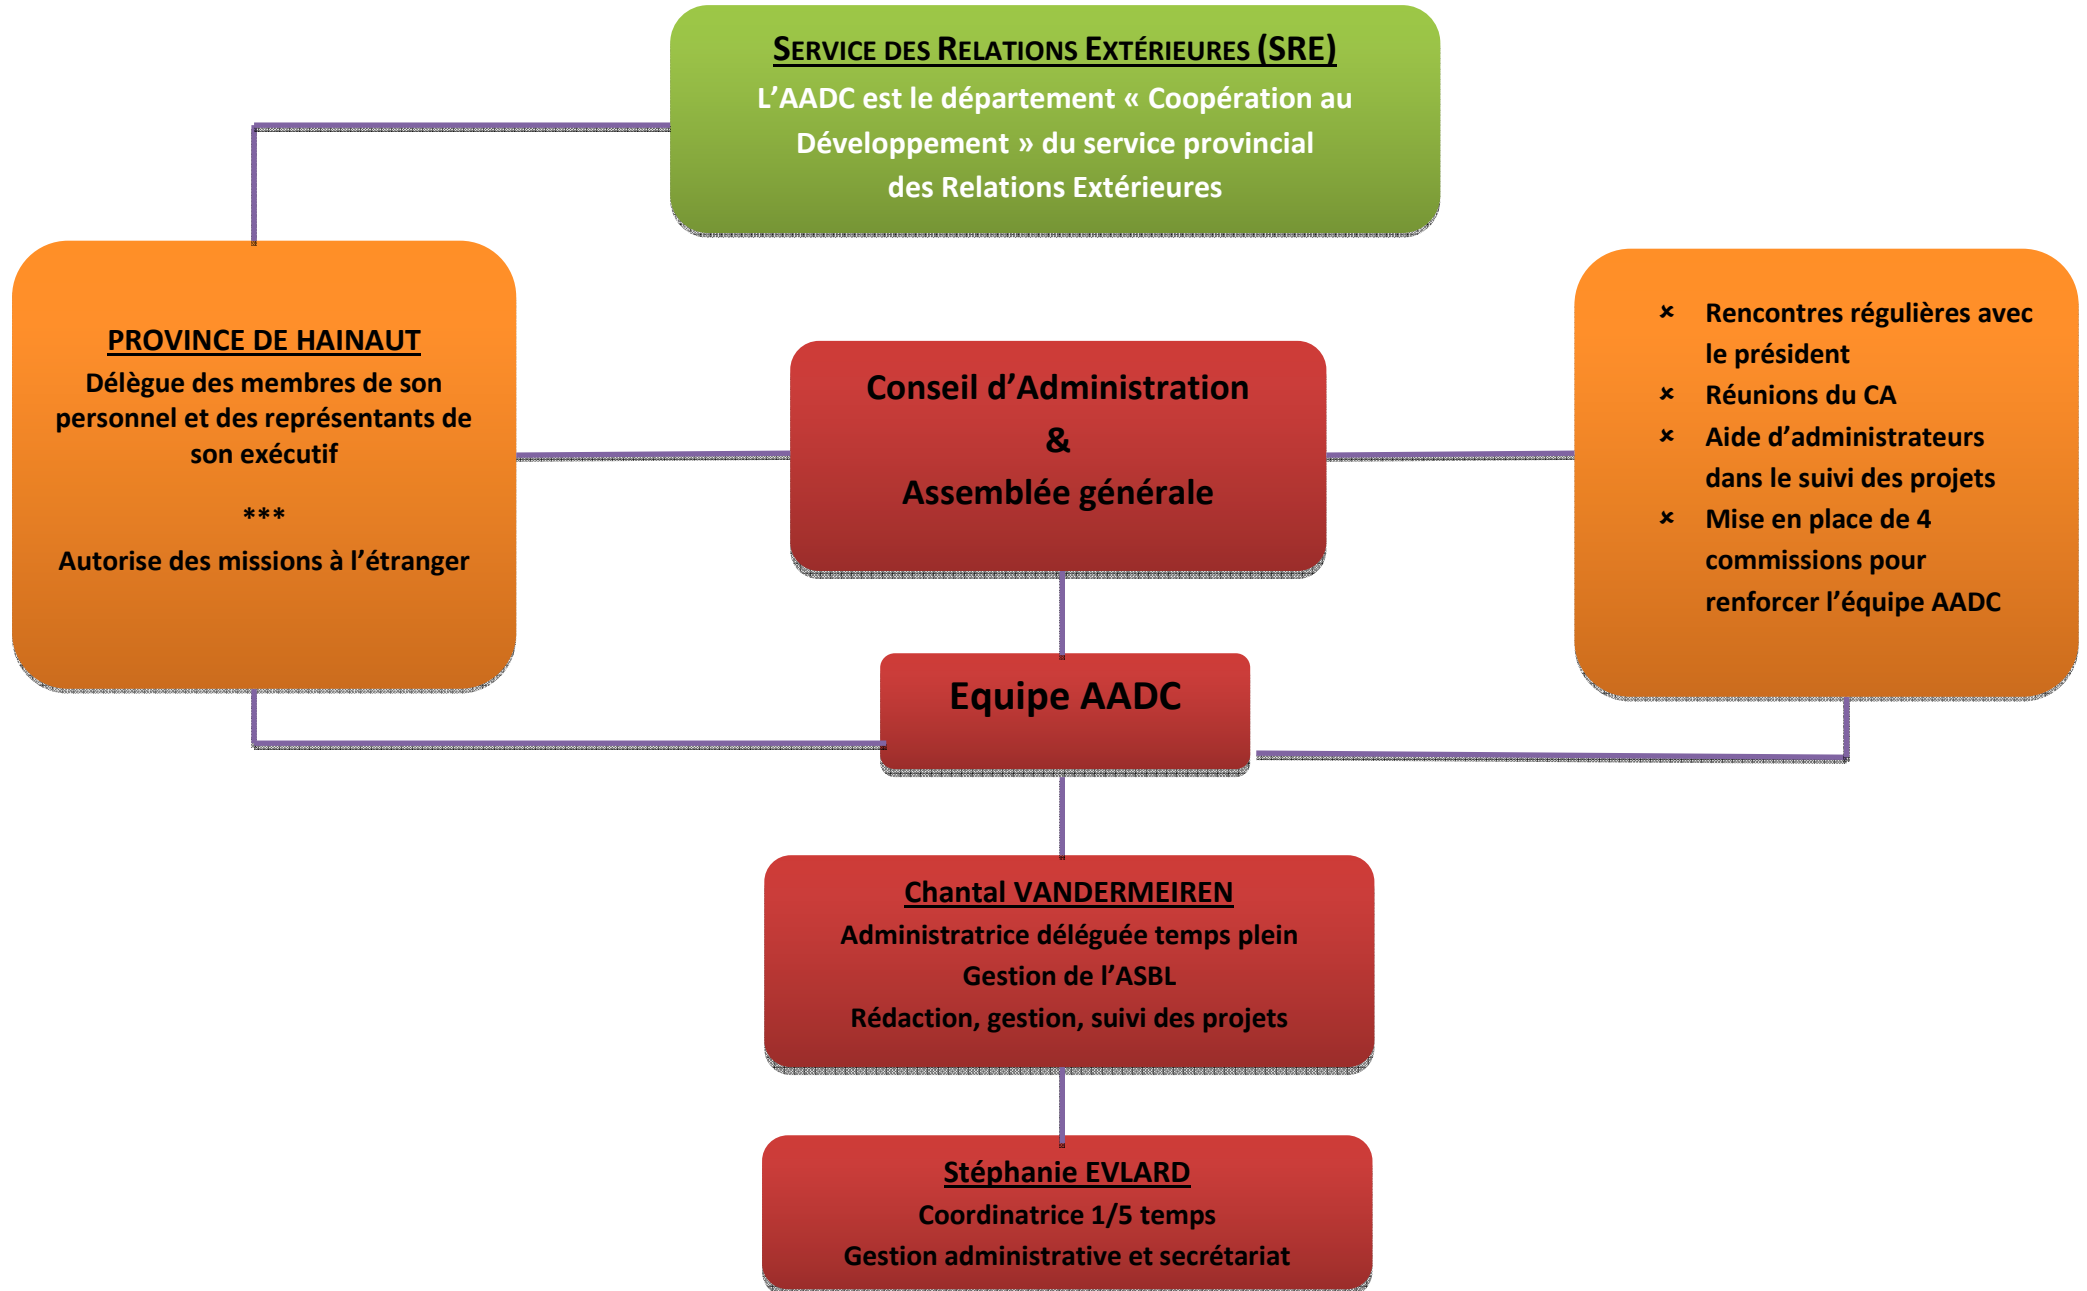 SERVICE DES RELATIONS EXTÉRIEURES (SRE)
L’AADC est le département « Coopération au
Développement » du service provincial
des Relations Extérieures
PROVINCE DE HAINAUT
Délègue des membres de son
personnel et des représentants de
son exécutif
***
Autorise des missions à l’étranger
Conseil d’Administration
&
Assemblée générale
× Rencontres régulières avec
le président
× Réunions du CA
× Aide d’administrateurs
dans le suivi des projets
× Mise en place de 4
commissions pour
renforcer l’équipe AADC
Equipe AADC
Chantal VANDERMEIREN
Administratrice déléguée temps plein
Gestion de l’ASBL
Rédaction, gestion, suivi des projets
Stéphanie EVLARD
Coordinatrice 1/5 temps
Gestion administrative et secrétariat